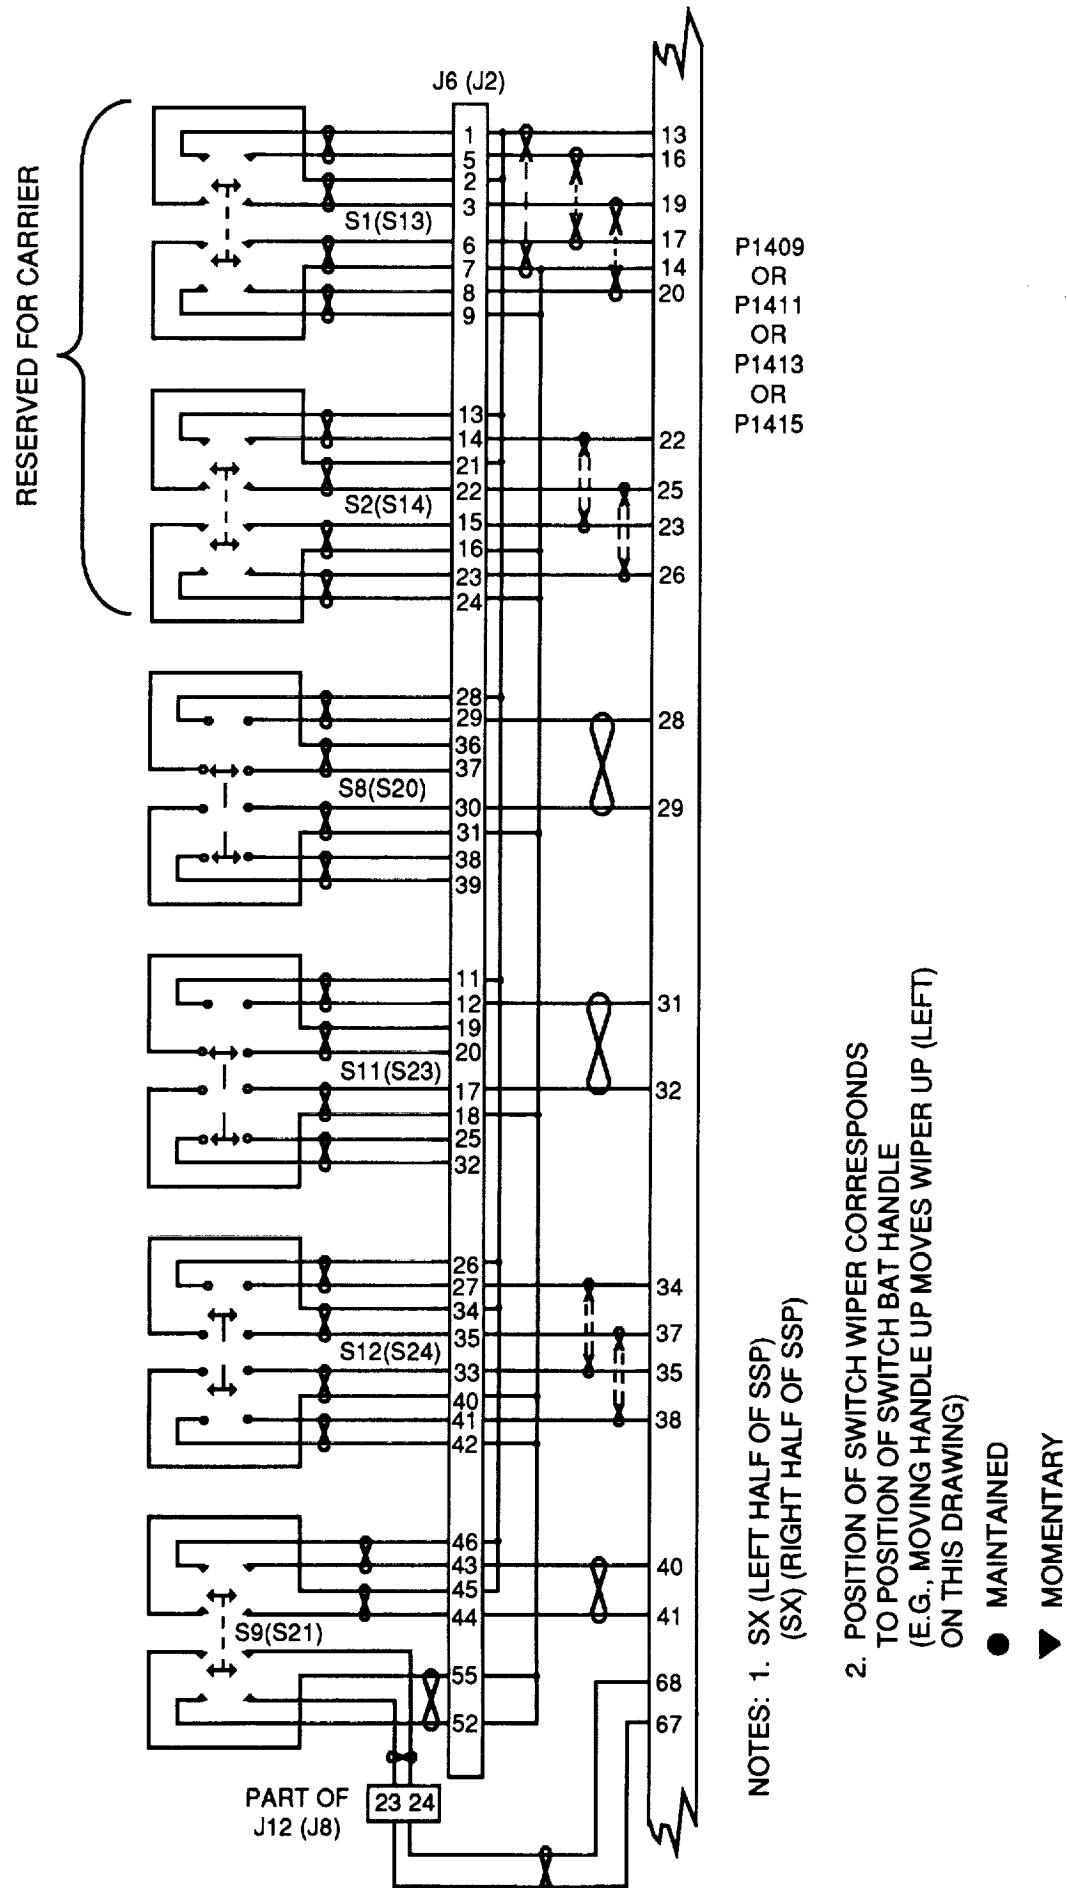 J6 (J2)
RESERVED FOR CARRIER
1
5
2
3
6
7
8
9
S1(S13)
13
16
19
17
14
20
P1409
OR
P1411
OR
P1413
OR
P1415
13
14
21
22
15
16
23
24
S2(S14)
22
25
23
26
28
29
36
37
30
31
38
39
S8(S20)
28
29
11
12
19
20
17
18
25
32
S11(S23)
31
32
26
27
34
35
33
40
41
42
S12(S24)
34
37
35
38
46
43
45
44
55
52
S9(S21)
40
41
68
67
PART OF
J12 (J8)
23 24
NOTES: 1. SX (LEFT HALF OF SSP)
(SX) (RIGHT HALF OF SSP)
2. POSITION OF SWITCH WIPER CORRESPONDS
TO POSITION OF SWITCH BAT HANDLE
(E.G., MOVING HANDLE UP MOVES WIPER UP (LEFT)
ON THIS DRAWING)
MAINTAINED
MOMENTARY